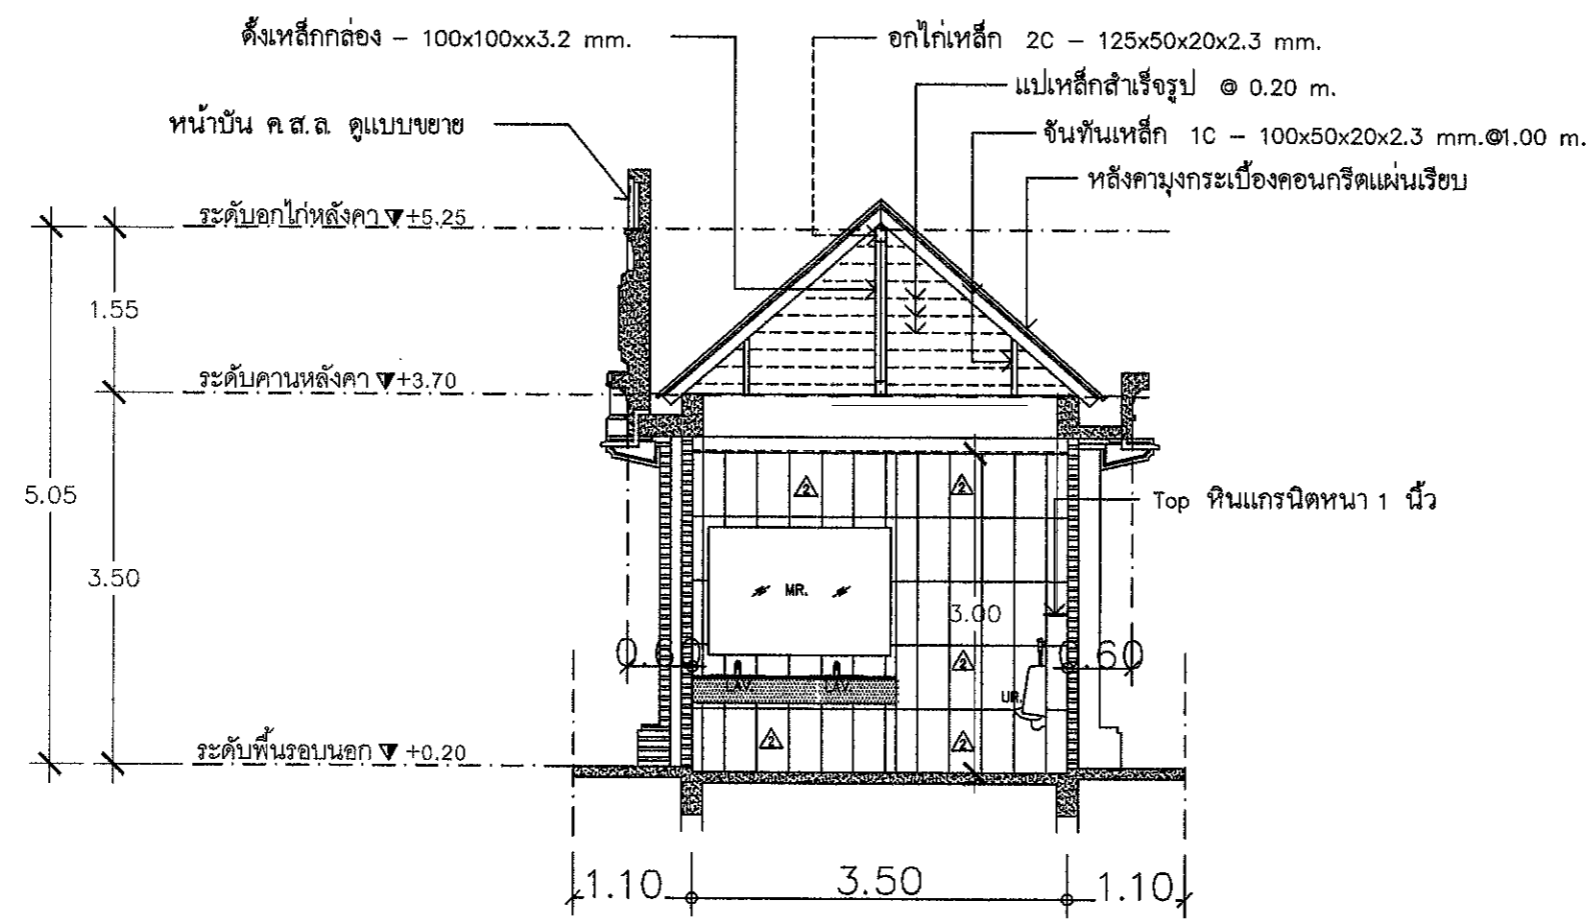 ดั้งเหล็กกล่อง – 100x100xx3.2 mm.
อกไก่เหล็ก 2C – 125x50x20x2.3 mm.
แปเหล็กสำเร็จรูป @ 0.20 m.
หน้าบัน ค.ส.ล. ดูแบบขยาย
จันทันเหล็ก 1C – 100x50x20x2.3 mm.@1.00 m.
หลังคามุงกระเบื้องคอนกรีตแผ่นเรียบ
ระดับอกไก่หลังคา +5.25
1.55
ระดับคานหลังคา +3.70
5.05
2
2
Top หินแกรนิตหนา 1 นิ้ว
3.50
MR.
3.00
0.60
0.60
2
LAV.
LAV.
UR.
2
2
ระดับพื้นรอบนอก +0.20
1.10
3.50
1.10